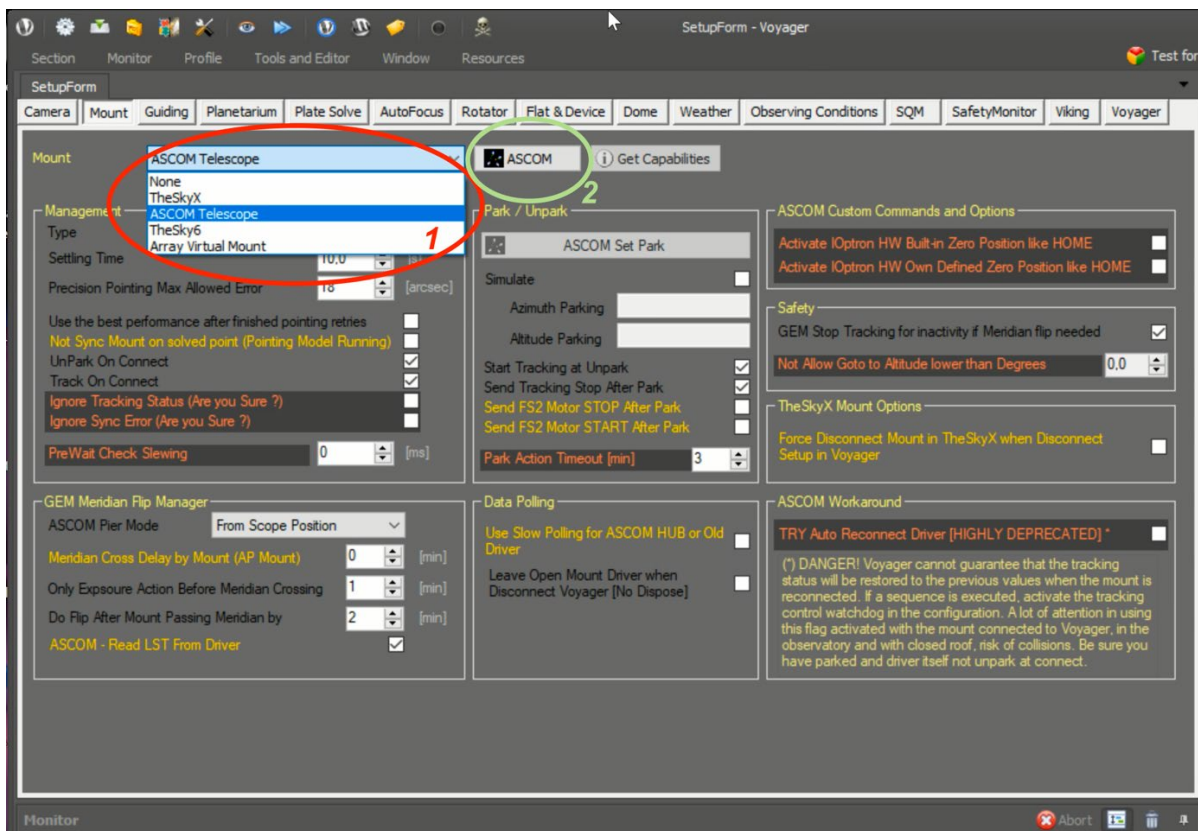 SetupForm - Voyager
Section Monitor Profile Tools and Editor Window Resources
Test for
SetupForm
Camera Mount Guiding Planetarium Plate Solve AutoFocus Rotator Flat & Device Dome Weather Observing Conditions SQM SafetyMonitor Viking Voyager
Mount ASCOM Telescope ASCOM Get Capabilities
None
TheSkyX
ASCOM Telescope
TheSky6
Array Virtual Mount
1
2
Management
Type
Settling Time 10,0 [s]
Precision Pointing Max Allowed Error 18 [arcsec]
Use the best performance after finished pointing retries
Not Sync Mount on solved point (Pointing Model Running)
UnPark On Connect
Track On Connect
Ignore Tracking Status (Are you Sure ?)
Ignore Sync Error (Are you Sure ?)
PreWait Check Slewing 0 [ms]
Park / Unpark
ASCOM Set Park
Simulate
Azimuth Parking
Altitude Parking
Start Tracking at Unpark
Send Tracking Stop After Park
Send FS2 Motor STOP After Park
Send FS2 Motor START After Park
Park Action Timeout [min] 3
ASCOM Custom Commands and Options
Activate IOptron HW Built-in Zero Position like HOME
Activate IOptron HW Own Defined Zero Position like HOME
Safety
GEM Stop Tracking for inactivity if Meridian flip needed
Not Allow Goto to Altitude lower than Degrees 0,0
TheSkyX Mount Options
Force Disconnect Mount in TheSkyX when Disconnect
Setup in Voyager
GEM Meridian Flip Manager
ASCOM Pier Mode From Scope Position
Meridian Cross Delay by Mount (AP Mount) 0 [min]
Only Expsoure Action Before Meridian Crossing 1 [min]
Do Flip After Mount Passing Meridian by 2 [min]
ASCOM - Read LST From Driver
Data Polling
Use Slow Polling for ASCOM HUB or Old
Driver
Leave Open Mount Driver when
Disconnect Voyager [No Dispose]
ASCOM Workaround
TRY Auto Reconnect Driver [HIGHLY DEPRECATED] *
(*) DANGER! Voyager cannot guarantee that the tracking
status will be restored to the previous values when the mount is
reconnected. If a sequence is executed, activate the tracking
control watchdog in the configuration. A lot of attention in using
this flag activated with the mount connected to Voyager, in the
observatory and with closed roof, risk of collisions. Be sure you
have parked and driver itself not unpark at connect.
Monitor Abort